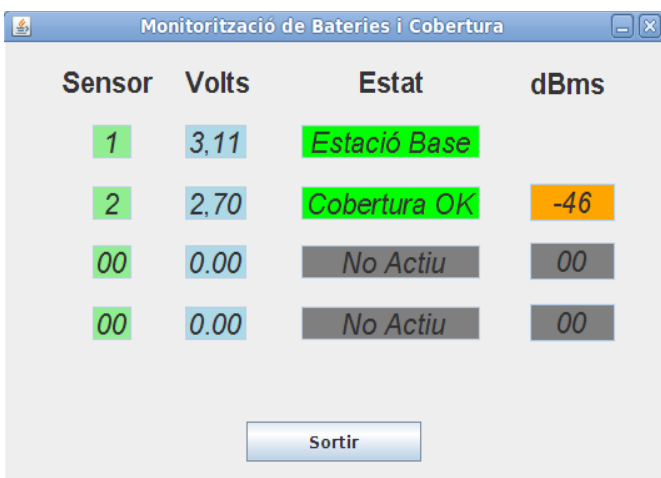 Monitorització de Bateries i Cobertura
Sensor Volts Estat dBms
1 3,11 Estació Base
2 2,70 Cobertura OK -46
00 0.00 No Actiu 00
00 0.00 No Actiu 00
Sortir